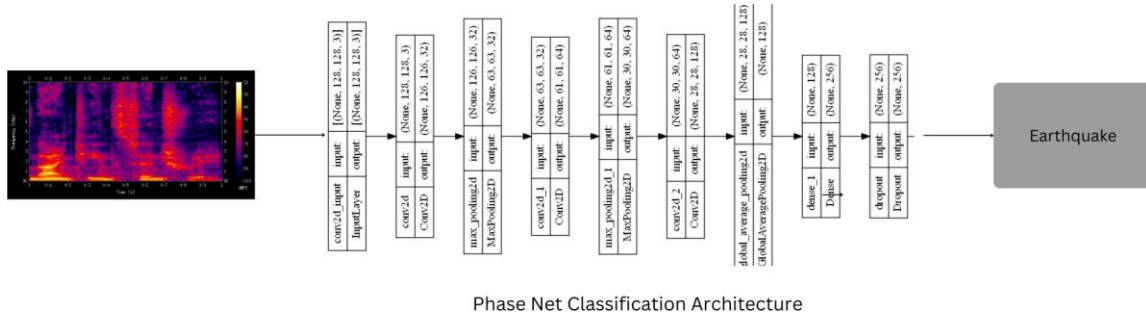 conv2d_input
InputLayer
input:
output:
[(None, 128, 128, 3)]
[(None, 128, 128, 3)]
conv2d
Conv2D
input:
output:
(None, 128, 128, 3)
(None, 126, 126, 32)
max_pooling2d
MaxPooling2D
input:
output:
(None, 126, 126, 32)
(None, 63, 63, 32)
conv2d_1
Conv2D
input:
output:
(None, 63, 63, 32)
(None, 61, 61, 64)
max_pooling2d_1
MaxPooling2D
input:
output:
(None, 61, 61, 64)
(None, 30, 30, 64)
conv2d_2
Conv2D
input:
output:
(None, 30, 30, 64)
(None, 28, 28, 128)
lobal_average_pooling2d
GlobalAveragePooling2D
input:
output:
(None, 28, 28, 128)
(None, 128)
dense_1
Dense
input:
output:
(None, 128)
(None, 256)
dropout
Dropout
input:
output:
(None, 256)
(None, 256)
Earthquake
Time [s]
Phase Net Classification Architecture